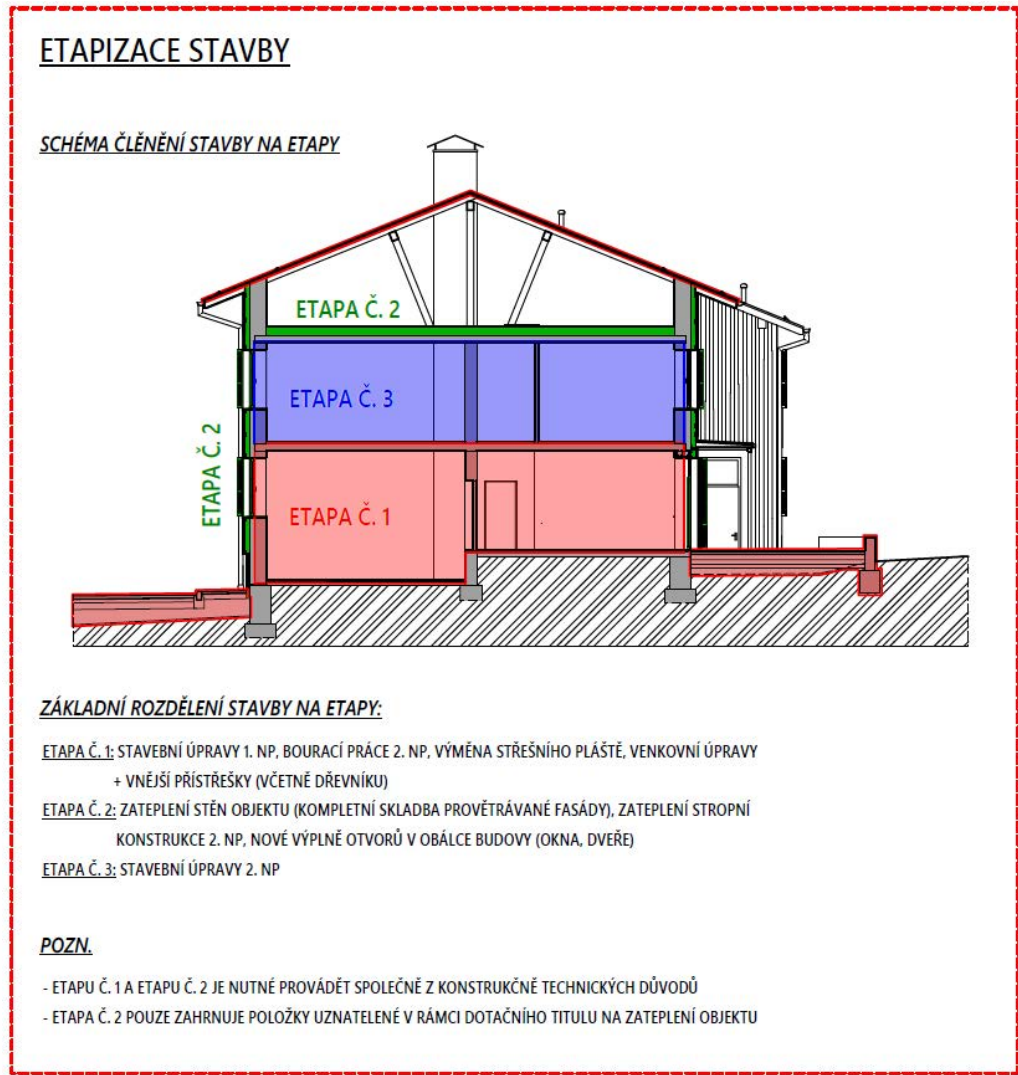 ETAPIZACE STAVBY
SCHÉMA ČLĚNĚNÍ STAVBY NA ETAPY
ETAPA Č. 2
ETAPA Č. 3
ETAPA Č. 2
ETAPA Č. 1
ZÁKLADNÍ ROZDĚLENÍ STAVBY NA ETAPY:
ETAPA Č. 1: STAVEBNÍ ÚPRAVY 1. NP, BOURACÍ PRÁCE 2. NP, VÝMĚNA STŘEŠNÍHO PLÁŠTĚ, VENKOVNÍ ÚPRAVY
+ VNĚJŠÍ PŘÍSTŘEŠKY (VČETNĚ DŘEVNÍKU)
ETAPA Č. 2: ZATEPLENÍ STĚN OBJEKTU (KOMPLETNÍ SKLADBA PROVĚTRÁVANÉ FASÁDY), ZATEPLENÍ STROPNÍ
KONSTRUKCE 2. NP, NOVÉ VÝPLNĚ OTVORŮ V OBÁLCE BUDOVY (OKNA, DVEŘE)
ETAPA Č. 3: STAVEBNÍ ÚPRAVY 2. NP
POZN.
- ETAPU Č. 1 A ETAPU Č. 2 JE NUTNÉ PROVÁDĚT SPOLEČNĚ Z KONSTRUKČNĚ TECHNICKÝCH DŮVODŮ
- ETAPA Č. 2 POUZE ZAHRNUJE POLOŽKY UZNATELENÉ V RÁMCI DOTAČNÍHO TITULU NA ZATEPLENÍ OBJEKTU